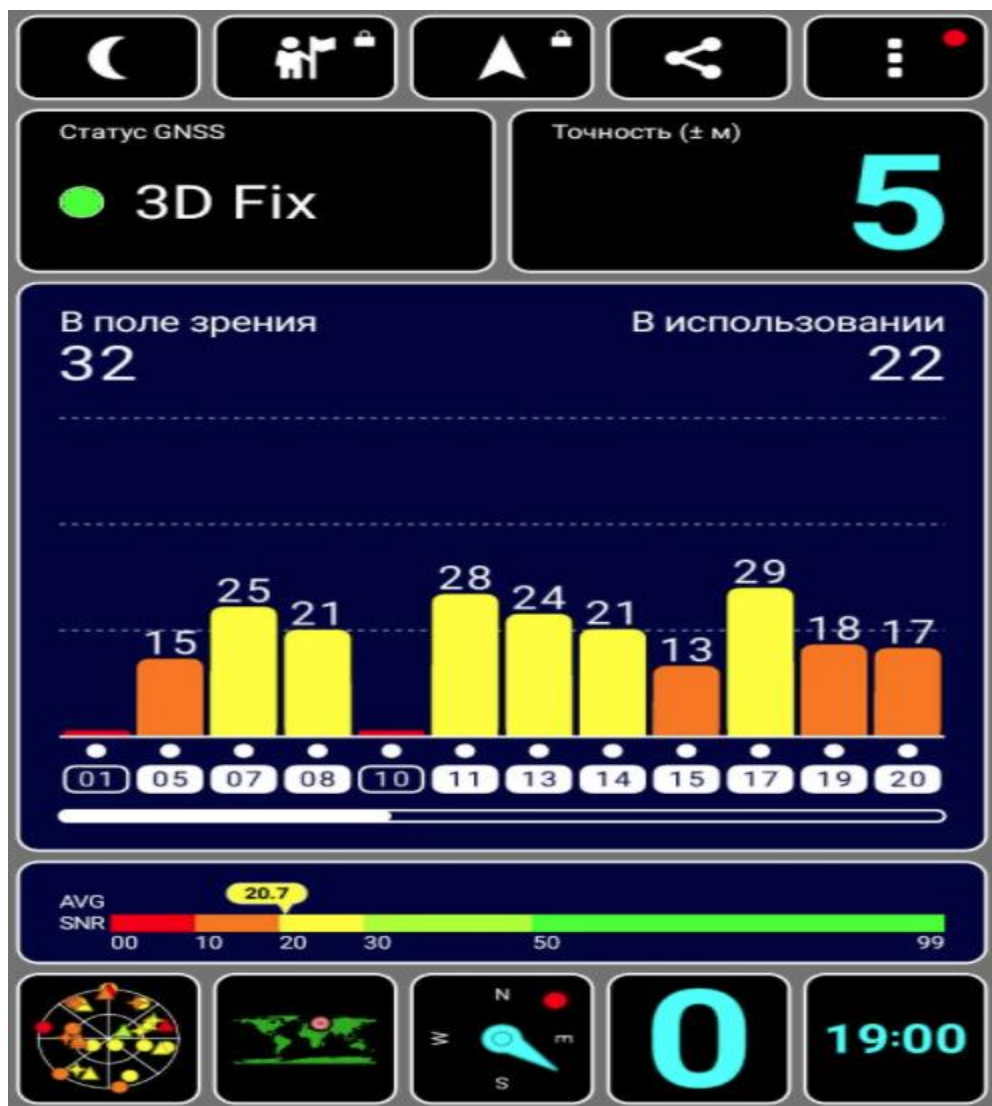 Статус GNSS
3D Fix
Точность (± м)
5
В поле зрения
32
В использовании
22
15 25 21 28 24 21 13 29 18 17
01 05 07 08 10 11 13 14 15 17 19 20
AVG
SNR
20.7
00 10 20 30 50 99
N
W E
S
0
19:00